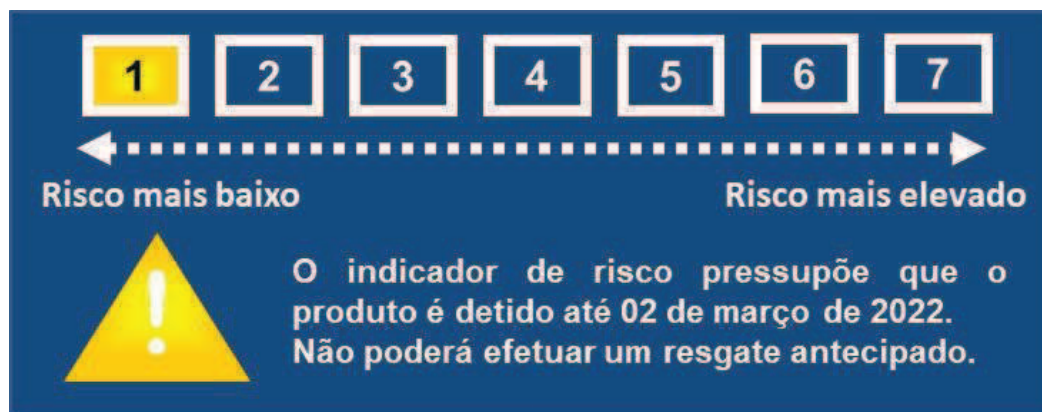 1 2 3 4 5 6 7
Risco mais baixo Risco mais elevado
!
O indicador de risco pressupõe que o
produto é detido até 02 de março de 2022.
Não poderá efetuar um resgate antecipado.